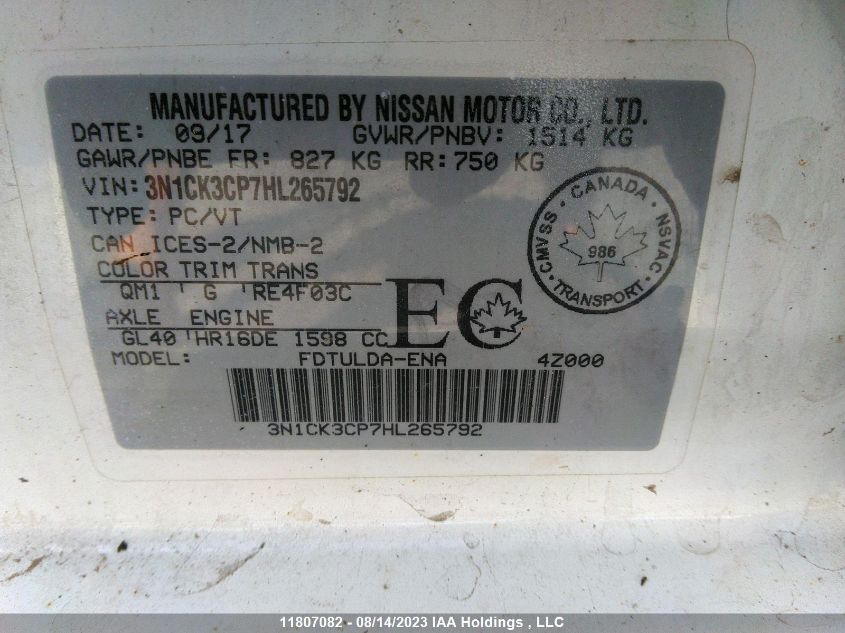 MANUFACTURED BY NISSAN MOTOR CO., LTD.
DATE: 09/17 GVWR/PNBV: 1514 KG
GAWR/PNBE FR: 827 KG RR: 750 KG
VIN: 3N1CK3CP7HL265792
TYPE: PC/VT
CAN ICES-2/NMB-2
COLOR TRIM TRANS
QM1 G RE4F03C
AXLE ENGINE
GL40 HR16DE 1598 CC
MODEL: FDTULDA-ENA 4Z000
EC
CANADA
CMVSS NSVAC
986
TRANSPORT
3N1CK3CP7HL265792
11807082 - 08/14/2023 IAA Holdings , LLC